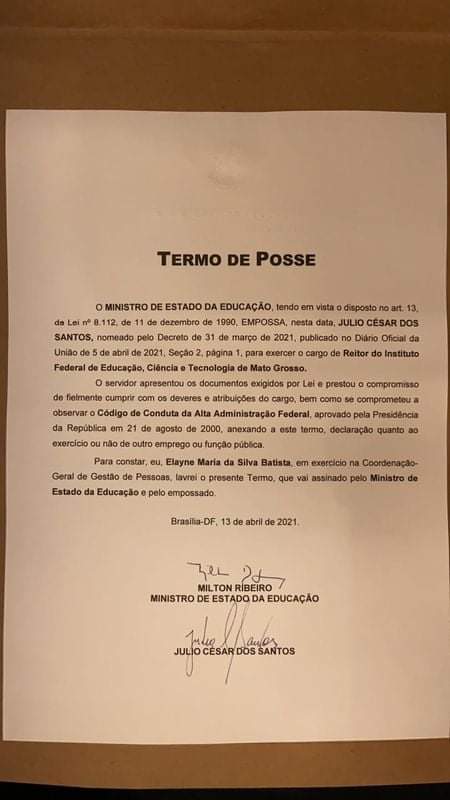 TERMO DE POSSE
O MINISTRO DE ESTADO DA EDUCAÇÃO, tendo em vista o disposto no art. 13,
da Lei nº 8.112, de 11 de dezembro de 1990, EMPOSSA, nesta data, JULIO CÉSAR DOS
SANTOS, nomeado pelo Decreto de 31 de março de 2021, publicado no Diário Oficial da
União de 5 de abril de 2021, Seção 2, página 1, para exercer o cargo de Reitor do Instituto
Federal de Educação, Ciência e Tecnologia de Mato Grosso.
O servidor apresentou os documentos exigidos por Lei e prestou o compromisso
de fielmente cumprir com os deveres e atribuições do cargo, bem como se comprometeu a
observar o Código de Conduta da Alta Administração Federal, aprovado pela Presidência
da República em 21 de agosto de 2000, anexando a este termo, declaração quanto ao
exercício ou não de outro emprego ou função pública.
Para constar, eu, Elayne Maria da Silva Batista, em exercício na Coordenação-
Geral de Gestão de Pessoas, lavrei o presente Termo, que vai assinado pelo Ministro de
Estado da Educação e pelo empossado.
Brasília-DF, 13 de abril de 2021.
MILTON RIBEIRO
MINISTRO DE ESTADO DA EDUCAÇÃO
JULIO CÉSAR DOS SANTOS